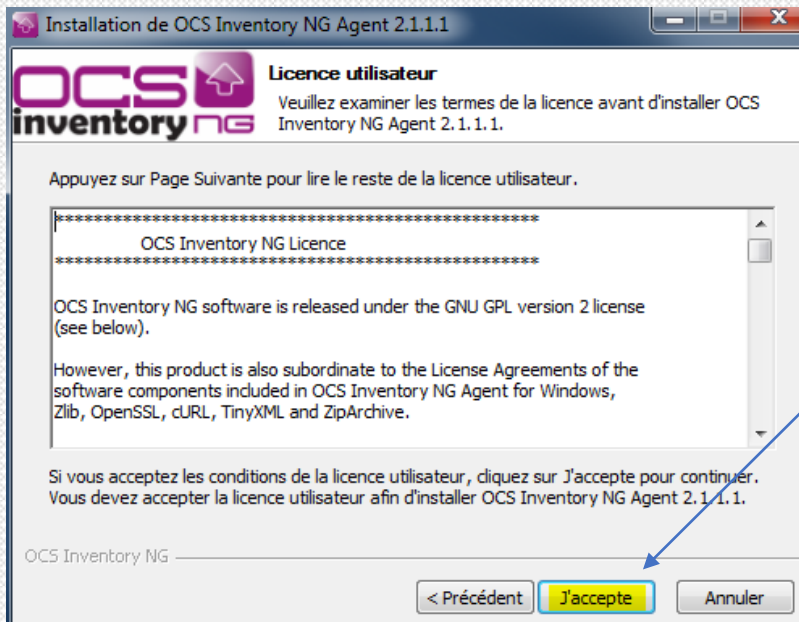 Installation de OCS Inventory NG Agent 2.1.1.1
OCS
inventory NG
Licence utilisateur
Veuillez examiner les termes de la licence avant d'installer OCS
Inventory NG Agent 2.1.1.1.
Appuyez sur Page Suivante pour lire le reste de la licence utilisateur.
**************************************************
OCS Inventory NG Licence
**************************************************
OCS Inventory NG software is released under the GNU GPL version 2 license
(see below).
However, this product is also subordinate to the License Agreements of the
software components included in OCS Inventory NG Agent for Windows,
Zlib, OpenSSL, cURL, TinyXML and ZipArchive.
Si vous acceptez les conditions de la licence utilisateur, cliquez sur J'accepte pour continuer.
Vous devez accepter la licence utilisateur afin d'installer OCS Inventory NG Agent 2.1.1.1.
OCS Inventory NG
< Précédent
J'accepte
Annuler